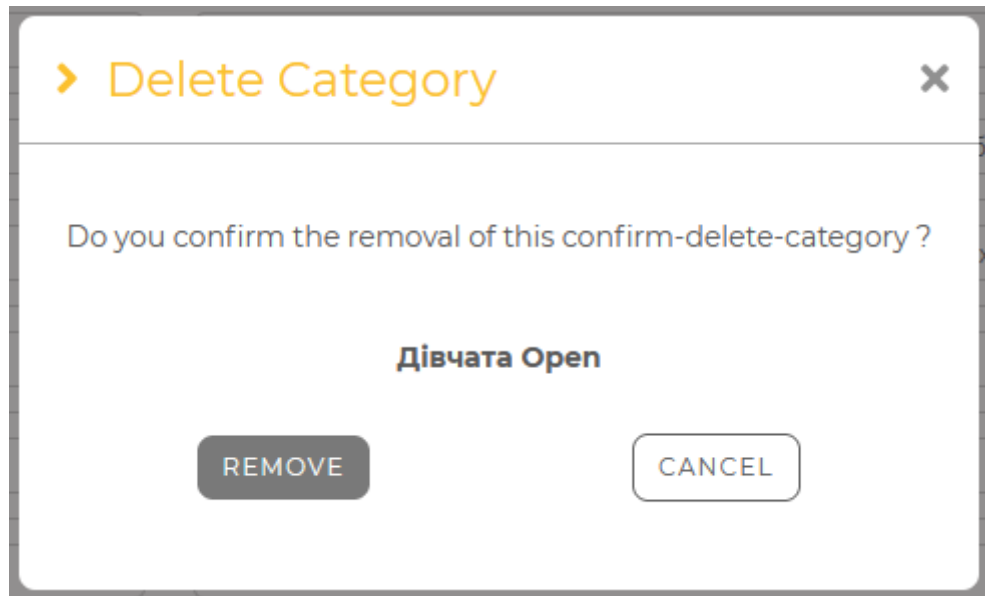 Delete Category
Do you confirm the removal of this confirm-delete-category ?
Дівчата Open
REMOVE
CANCEL